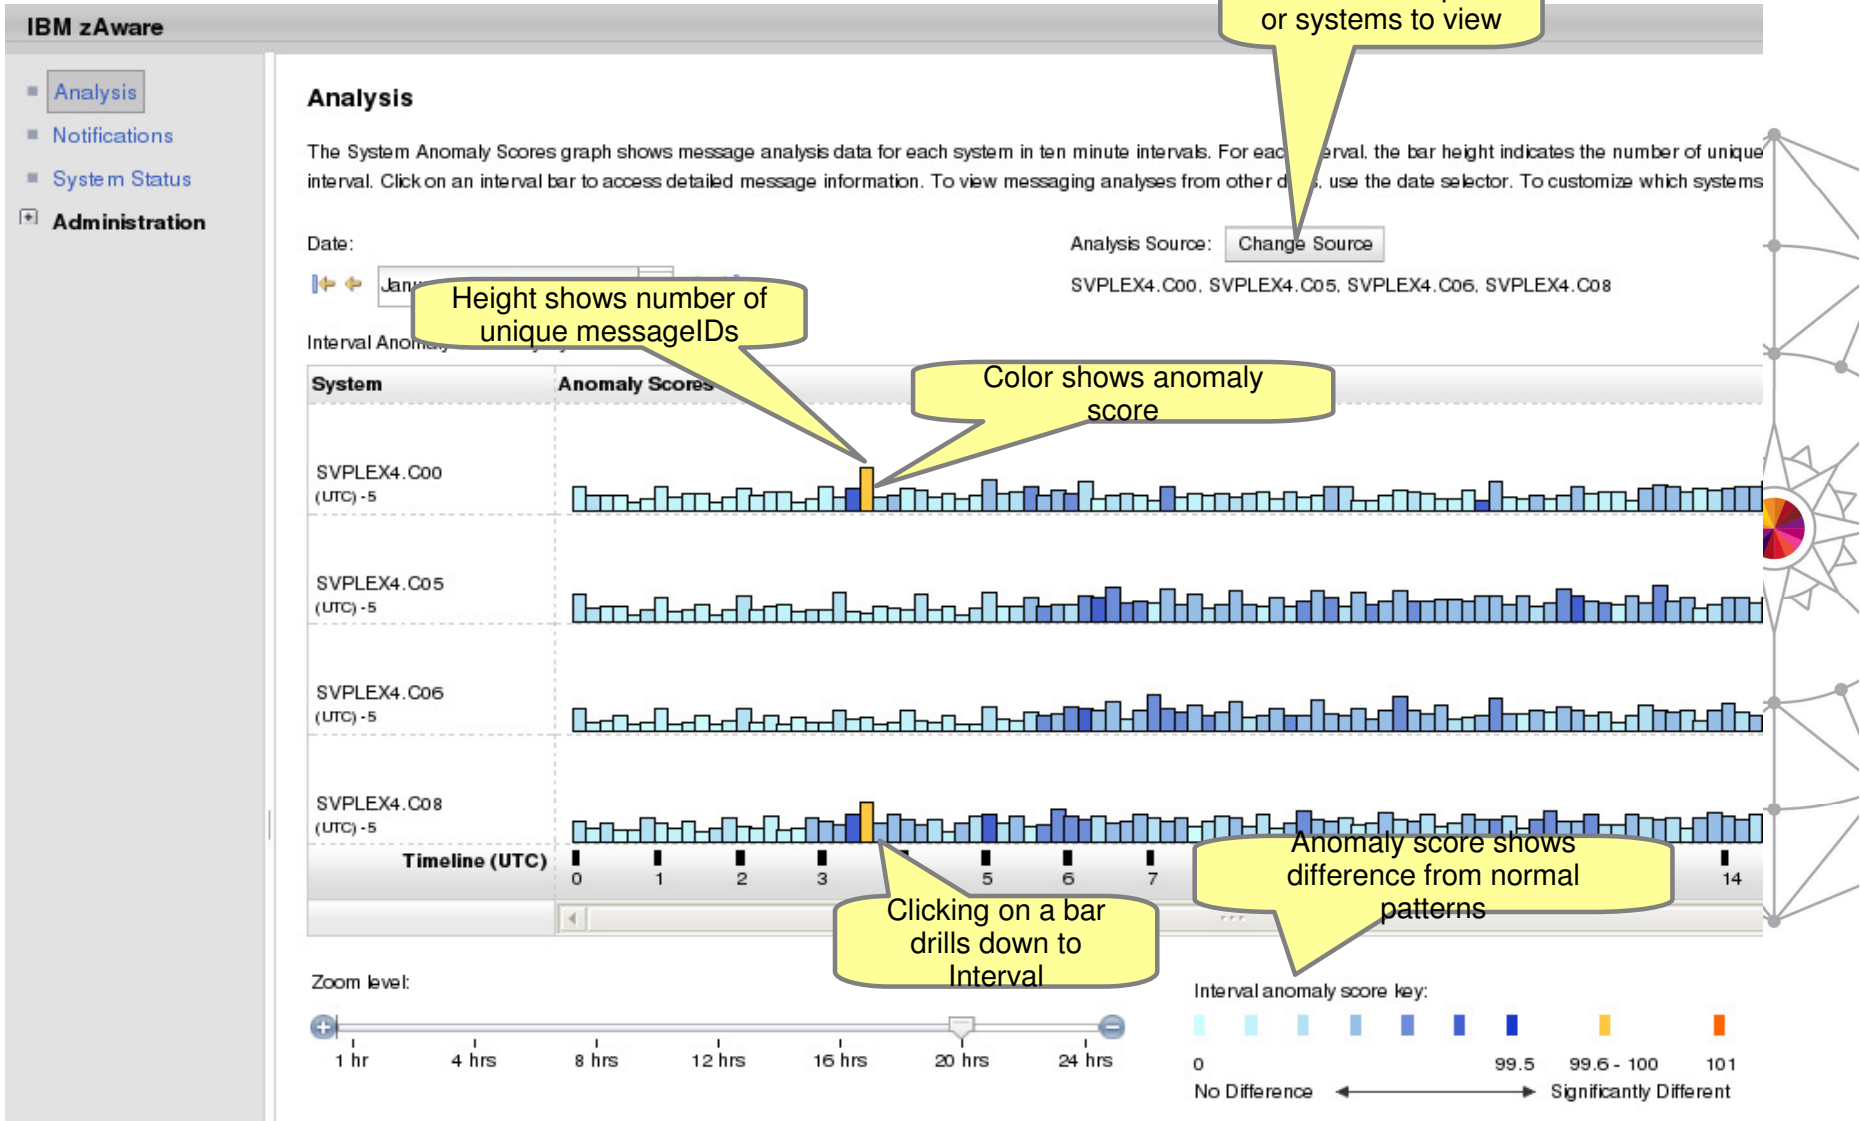 or systems to view
IBM zAware
Analysis
Notifications
System Status
Administration
Analysis
The System Anomaly Scores graph shows message analysis data for each system in ten minute intervals. For eac erval, the bar height indicates the number of unique
interval. Click on an interval bar to access detailed message information. To view messaging analyses from other d s, use the date selector. To customize which systems
Date:
Analysis Source: Change Source
Janu
SVPLEX4.C00, SVPLEX4.C05, SVPLEX4.C06, SVPLEX4.C08
Height shows number of
unique messageIDs
Interval Anom
Color shows anomaly
score
System Anomaly Scores
SVPLEX4.C00
(UTC) -5
SVPLEX4.C05
(UTC) -5
SVPLEX4.C06
(UTC) -5
SVPLEX4.C08
(UTC) -5
Timeline (UTC)
0 1 2 3 5 6 7 14
Anomaly score shows
difference from normal
patterns
Clicking on a bar
drills down to
Interval
Zoom level:
1 hr 4 hrs 8 hrs 12 hrs 16 hrs 20 hrs 24 hrs
Interval anomaly score key:
0 99.5 99.6 - 100 101
No Difference Significantly Different